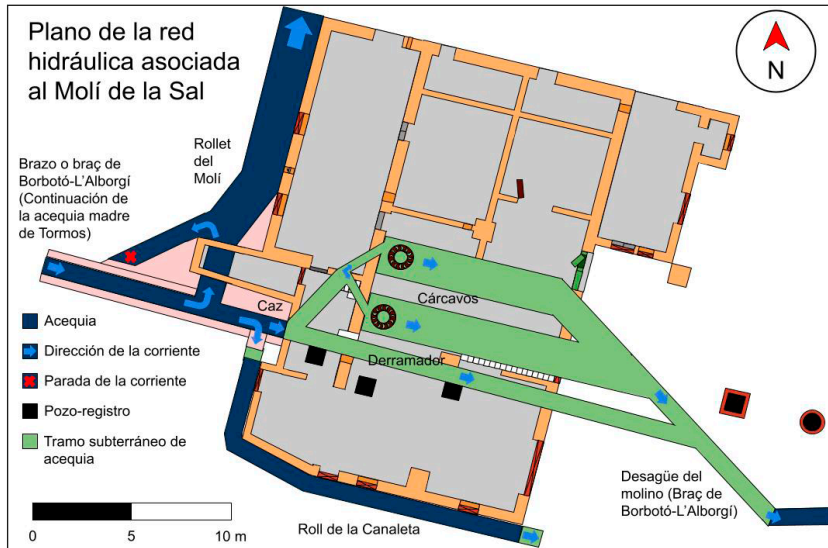 Plano de la red
hidráulica asociada
al Molí de la Sal
N
Rollet
del
Molí
Brazo o braç de
Borbotó-L'Alborgí
(Continuación de
la acequia madre
de Tormos)
Caz
Cárcavos
Derramador
Acequia
Dirección de la corriente
Parada de la corriente
Pozo-registro
Tramo subterráneo de
acequia
0 5 10 m
Roll de la Canaleta
Desagüe del
molino (Braç de
Borbotó-L'Alborgí)